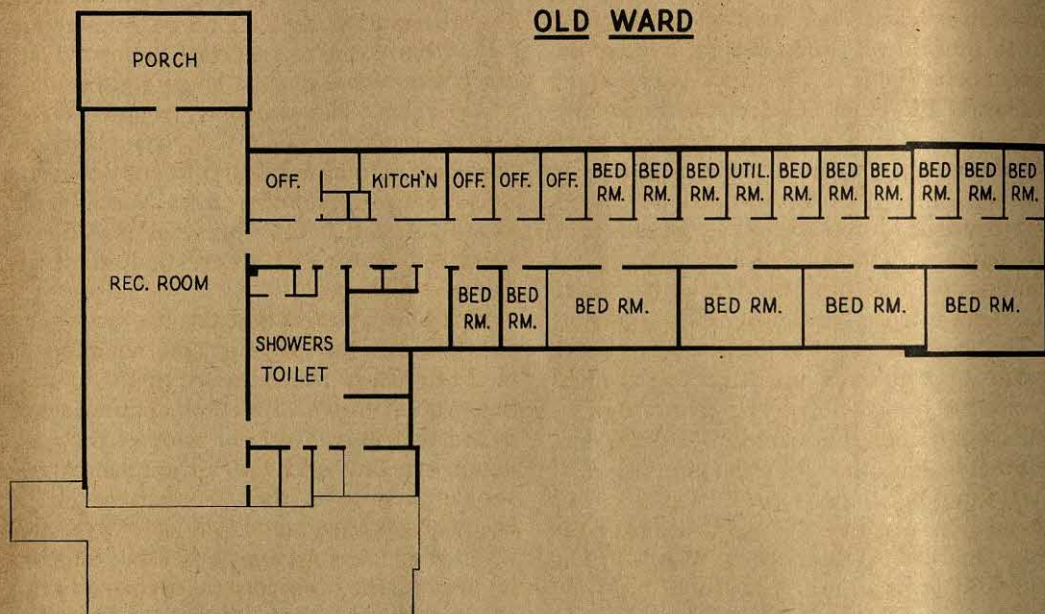 OLD WARD
PORCH
OFF.
KITCH'N
OFF.
OFF.
OFF.
BED
RM.
BED
RM.
BED
RM.
UTIL.
RM.
BED
RM.
BED
RM.
BED
RM.
BED
RM.
BED
RM.
BED
RM.
REC. ROOM
SHOWERS
TOILET
BED
RM.
BED
RM.
BED RM.
BED RM.
BED RM.
BED RM.